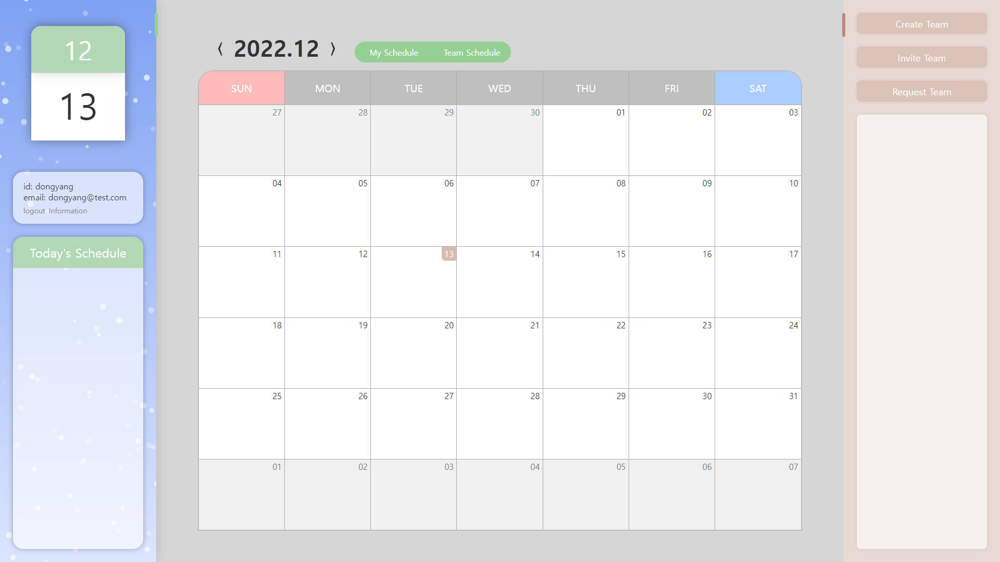 12
13
id: dongyang
email: dongyang@test.com
logout Information
Today's Schedule
⟨ 2022.12 ⟩
My Schedule Team Schedule
SUN MON TUE WED THU FRI SAT
27 28 29 30 01 02 03
04 05 06 07 08 09 10
11 12 13 14 15 16 17
18 19 20 21 22 23 24
25 26 27 28 29 30 31
01 02 03 04 05 06 07
Create Team
Invite Team
Request Team